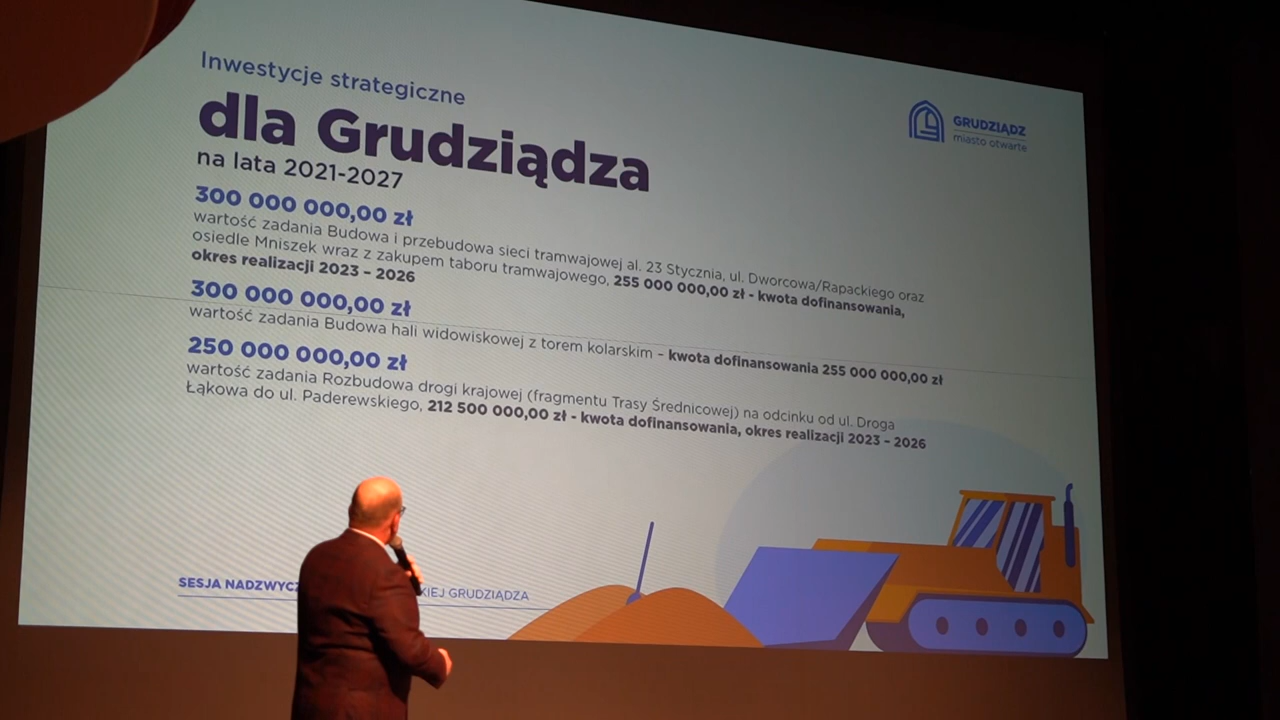 Inwestycje strategiczne
dla Grudziądza
na lata 2021-2027
GRUDZIĄDZ
miasto otwarte
300 000 000,00 zł
wartość zadania Budowa i przebudowa sieci tramwajowej al. 23 Stycznia, ul. Dworcowa/Rapackiego oraz
osiedle Mniszek wraz z zakupem taboru tramwajowego, 255 000 000,00 zł - kwota dofinansowania,
okres realizacji 2023 – 2026
300 000 000,00 zł
wartość zadania Budowa hali widowiskowej z torem kolarskim – kwota dofinansowania 255 000 000,00 zł
250 000 000,00 zł
wartość zadania Rozbudowa drogi krajowej (fragmentu Trasy Średnicowej) na odcinku od ul. Droga
Łąkowa do ul. Paderewskiego, 212 500 000,00 zł - kwota dofinansowania, okres realizacji 2023 – 2026
SESJA GRUDZIĄDZA